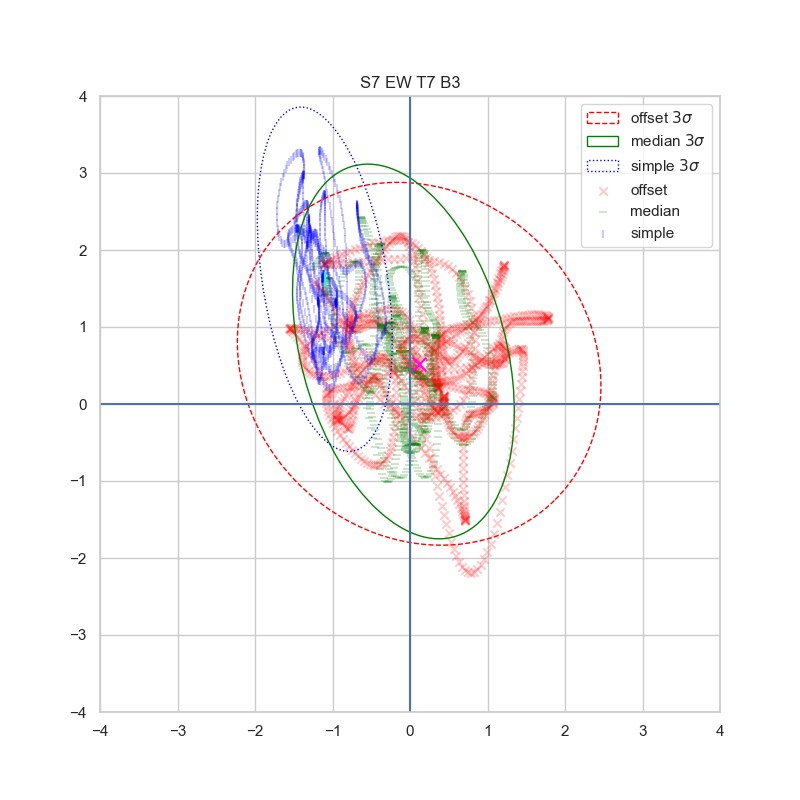 S7 EW T7 B3
offset 3σ
median 3σ
simple 3σ
offset
median
simple
4
3
2
1
0
−1
−2
−3
−4
−4 −3 −2 −1 0 1 2 3 4